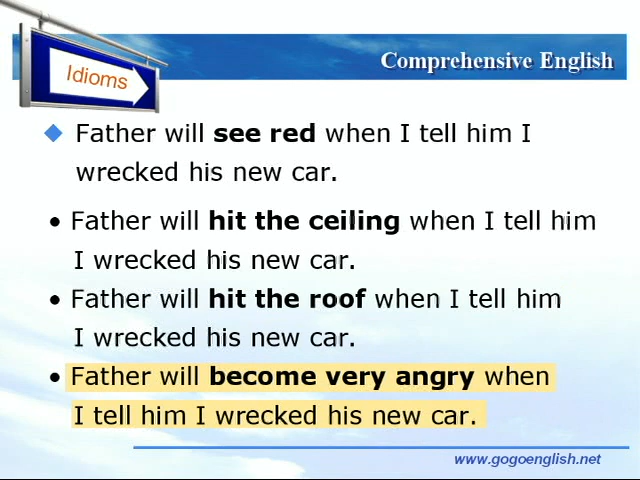 Idioms
Comprehensive English
Father will see red when I tell him I
wrecked his new car.
• Father will hit the ceiling when I tell him
I wrecked his new car.
• Father will hit the roof when I tell him
I wrecked his new car.
• Father will become very angry when
I tell him I wrecked his new car.
www.gogoenglish.net